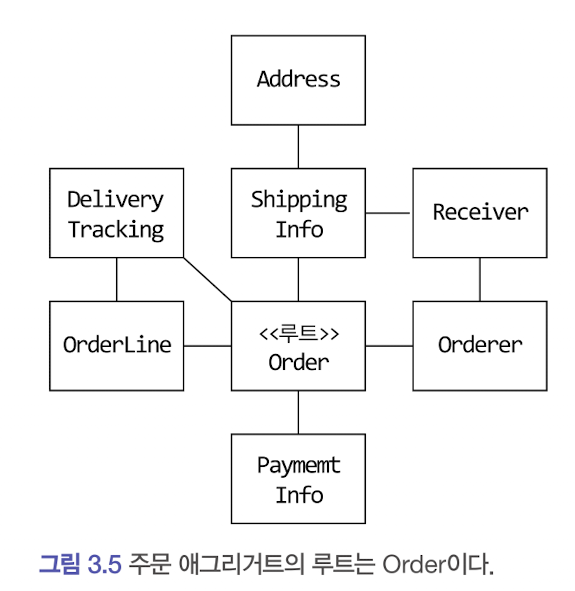 Address
Delivery
Tracking
Shipping
Info
Receiver
OrderLine
<<루트>>
Order
Orderer
Paymemt
Info
그림 3.5 주문 애그리거트의 루트는 Order이다.